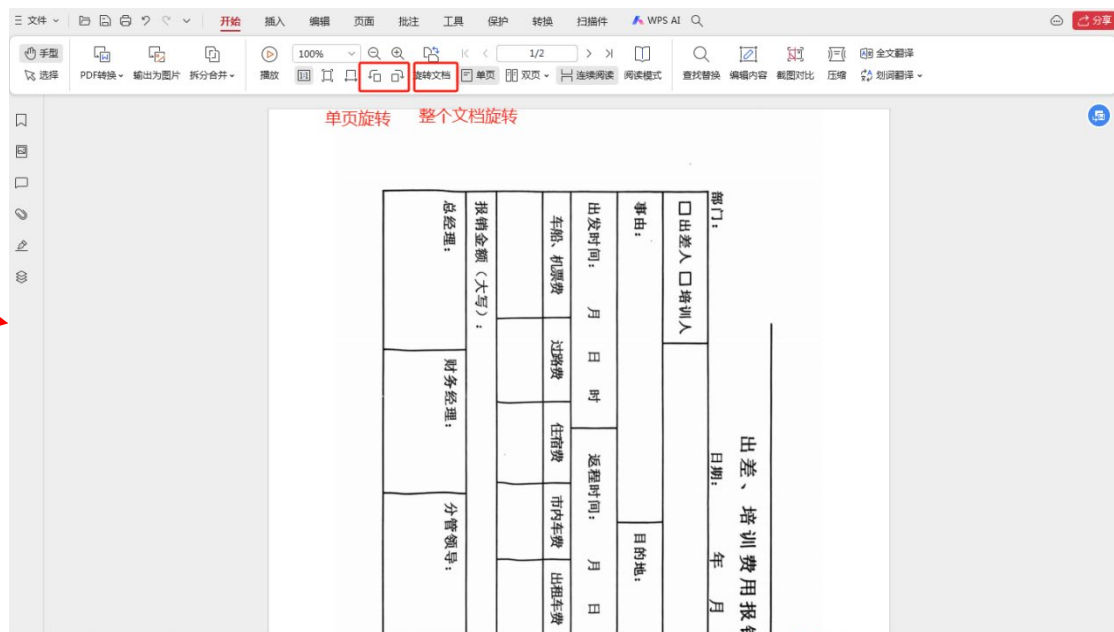 三 文件 开始 插入 编辑 页面 批注 工具 保护 转换 扫描件 WPS AI 分享
手型 100% 1/2 全文翻译
选择 PDF转换 输出为图片 拆分合并 播放 旋转文档 单页 双页 连续阅读 阅读模式 查找替换 编辑内容 截图对比 压缩 划词翻译
单页旋转 整个文档旋转
出差、培训费用报销
部门: 日期: 年 月
口出差人 口培训人
事由: 目的地:
出发时间: 月 日 时 返程时间: 月 日
车船、机票费 过路费 住宿费 市内车费 出租车费
报销金额(大写):
总经理: 财务经理: 分管领导: